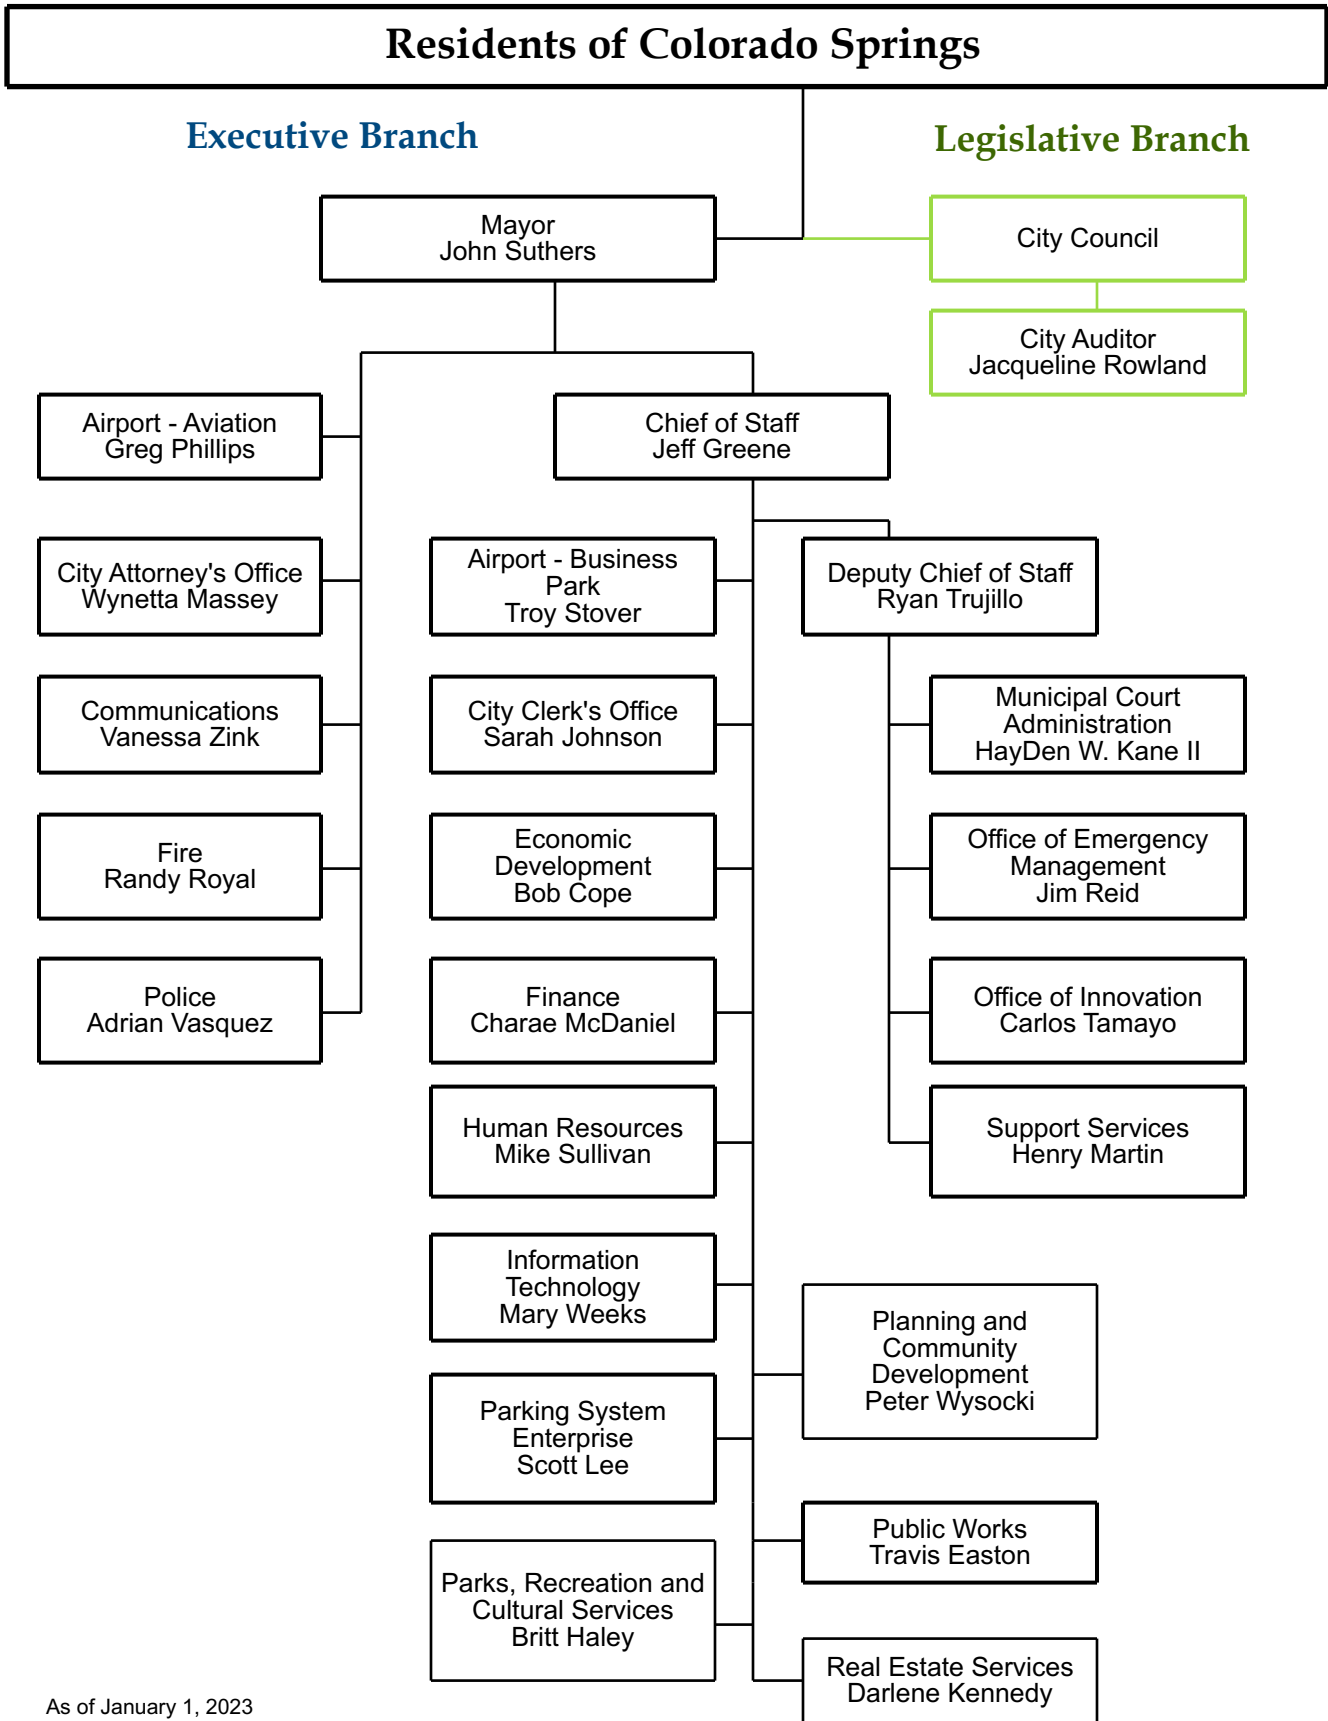 Residents of Colorado Springs
Executive Branch
Legislative Branch
Mayor
John Suthers
City Council
City Auditor
Jacqueline Rowland
Airport - Aviation
Greg Phillips
Chief of Staff
Jeff Greene
City Attorney's Office
Wynetta Massey
Airport - Business
Park
Troy Stover
Deputy Chief of Staff
Ryan Trujillo
Communications
Vanessa Zink
City Clerk's Office
Sarah Johnson
Municipal Court
Administration
HayDen W. Kane II
Fire
Randy Royal
Economic
Development
Bob Cope
Office of Emergency
Management
Jim Reid
Police
Adrian Vasquez
Finance
Charae McDaniel
Office of Innovation
Carlos Tamayo
Human Resources
Mike Sullivan
Support Services
Henry Martin
Information
Technology
Mary Weeks
Planning and
Community
Development
Peter Wysocki
Parking System
Enterprise
Scott Lee
Public Works
Travis Easton
Parks, Recreation and
Cultural Services
Britt Haley
Real Estate Services
Darlene Kennedy
As of January 1, 2023